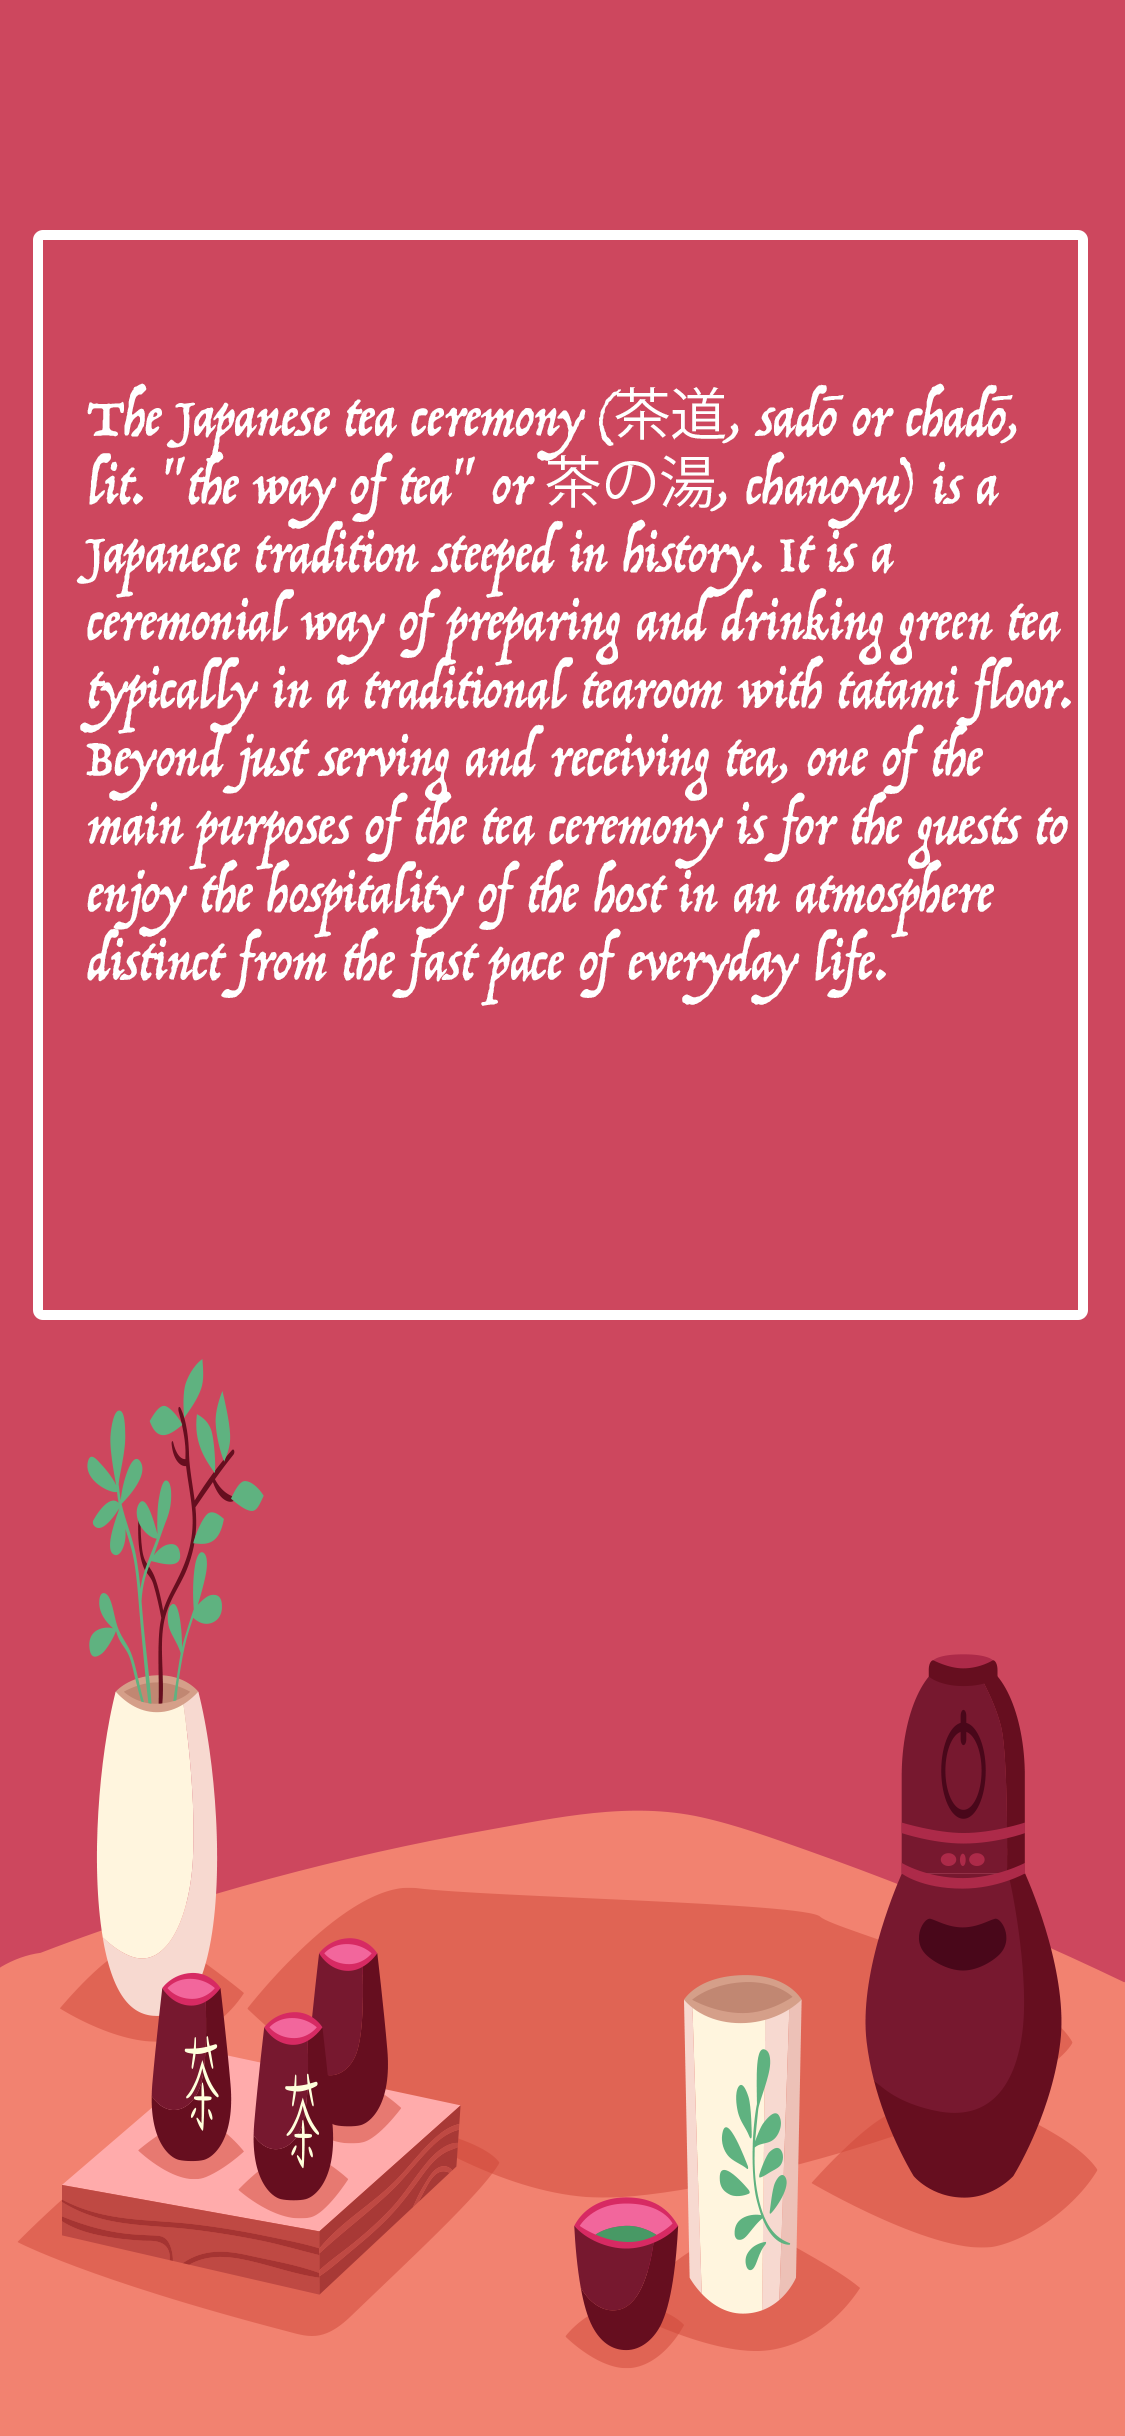 The Japanese tea ceremony (茶道, sadō or chadō,
lit. "the way of tea" or 茶の湯, chanoyu) is a
Japanese tradition steeped in history. It is a
ceremonial way of preparing and drinking green tea
typically in a traditional tearoom with tatami floor.
Beyond just serving and receiving tea, one of the
main purposes of the tea ceremony is for the guests to
enjoy the hospitality of the host in an atmosphere
distinct from the fast pace of everyday life.
茶
茶